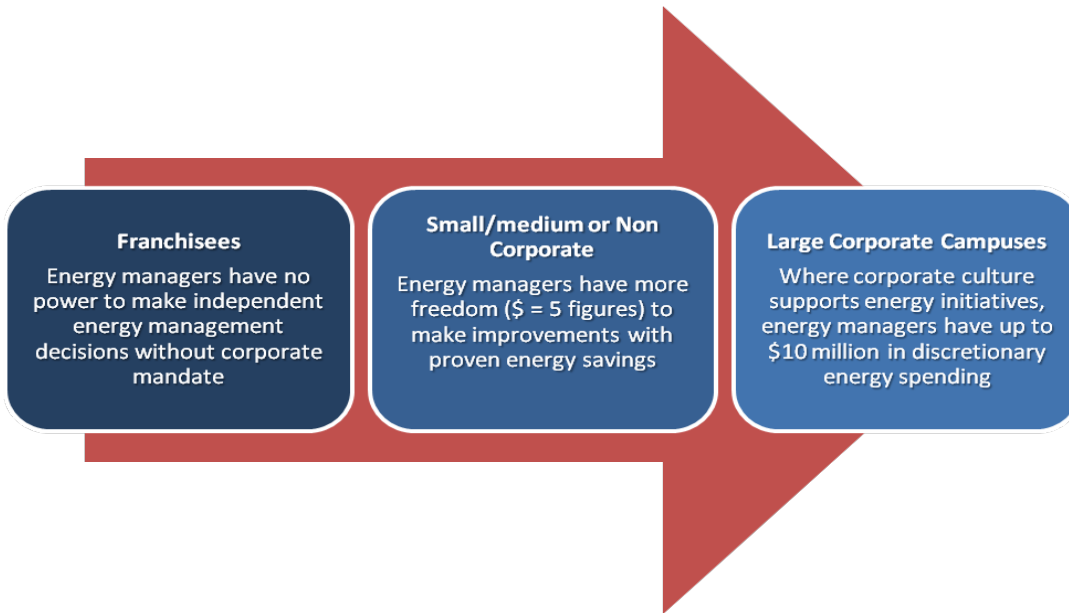 Franchisees
Energy managers have no
power to make independent
energy management
decisions without corporate
mandate
Small/medium or Non
Corporate
Energy managers have more
freedom ($ = 5 figures) to
make improvements with
proven energy savings
Large Corporate Campuses
Where corporate culture
supports energy initiatives,
energy managers have up to
$10 million in discretionary
energy spending